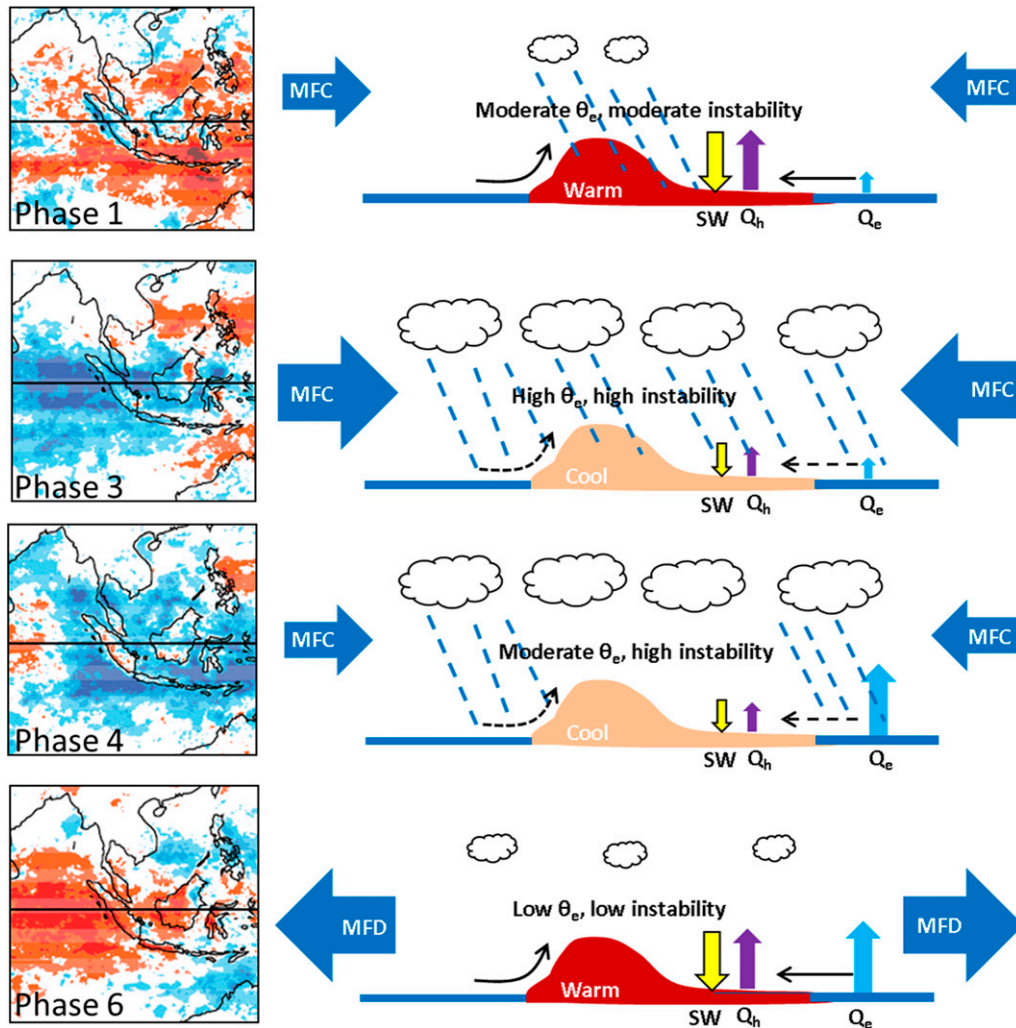 MFC
MFC
Moderate θₑ, moderate instability
Warm
SW
Qₕ
Qₑ
Phase 1
MFC
MFC
High θₑ, high instability
Cool
SW
Qₕ
Qₑ
Phase 3
MFC
MFC
Moderate θₑ, high instability
Cool
SW
Qₕ
Qₑ
Phase 4
MFD
MFD
Low θₑ, low instability
Warm
SW
Qₕ
Qₑ
Phase 6